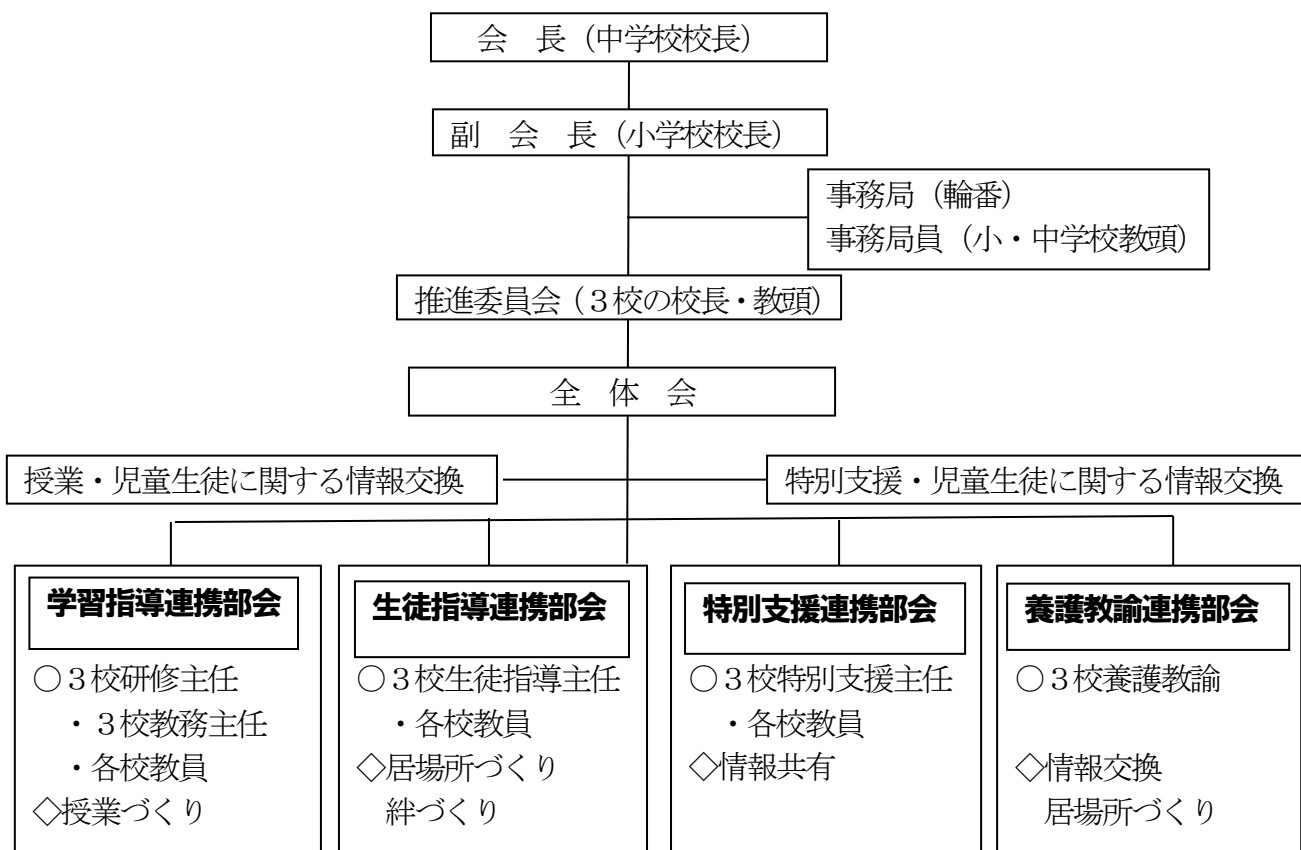 会　長（中学校校長）
副　会　長（小学校校長）
事務局（輪番）
事務局員（小・中学校教頭）
推進委員会（３校の校長・教頭）
全　体　会
授業・児童生徒に関する情報交換
特別支援・児童生徒に関する情報交換
学習指導連携部会
○３校研修主任
・３校教務主任
・各校教員
◇授業づくり
生徒指導連携部会
○３校生徒指導主任
・各校教員
◇居場所づくり
絆づくり
特別支援連携部会
○３校特別支援主任
・各校教員
◇情報共有
養護教諭連携部会
○３校養護教諭
◇情報交換
居場所づくり